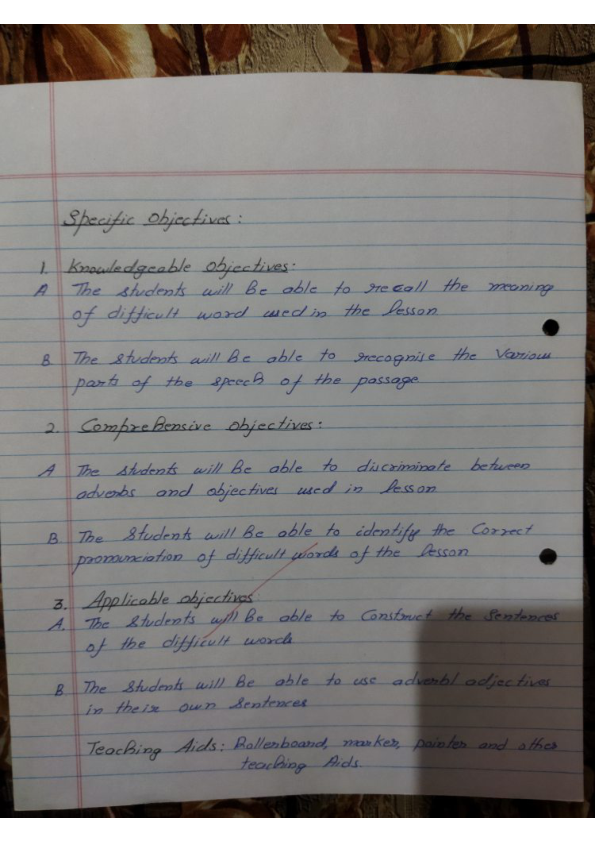 Specific Objectives:
1. Knowledgeable Objectives:
A The students will Be able to recall the meaning
of difficult word used in the lesson
B The students will Be able to recognise the various
parts of the speech of the passage
2. Comprehensive Objectives:
A The students will Be able to discriminate between
adverbs and objectives used in lesson
B. The Students will Be able to identify the Correct
pronunciation of difficult words of the lesson
3. Applicable objectives:
A. The Students will Be able to Construct the Sentences
of the difficult words
B The Students will Be able to use adverb/ adjectives
in their own Sentences
Teaching Aids: Rollerboard, marker, pointer and other
teaching Aids.